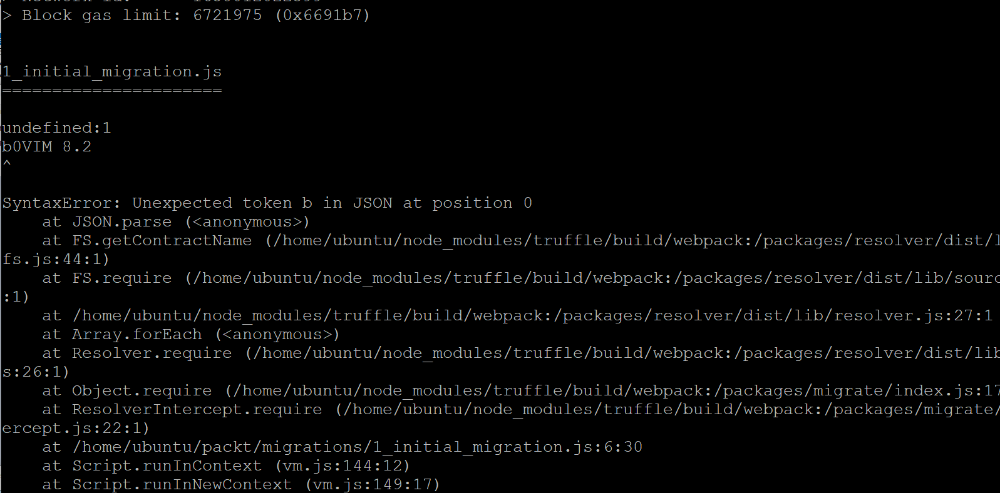 > Block gas limit: 6721975 (0x6691b7)
1_initial_migration.js
======================
undefined:1
b0VIM 8.2
^
SyntaxError: Unexpected token b in JSON at position 0
    at JSON.parse (<anonymous>)
    at FS.getContractName (/home/ubuntu/node_modules/truffle/build/webpack:/packages/resolver/dist/l
fs.js:44:1)
    at FS.require (/home/ubuntu/node_modules/truffle/build/webpack:/packages/resolver/dist/lib/sourc
:1)
    at /home/ubuntu/node_modules/truffle/build/webpack:/packages/resolver/dist/lib/resolver.js:27:1
    at Array.forEach (<anonymous>)
    at Resolver.require (/home/ubuntu/node_modules/truffle/build/webpack:/packages/resolver/dist/lib
s:26:1)
    at Object.require (/home/ubuntu/node_modules/truffle/build/webpack:/packages/migrate/index.js:17
    at ResolverIntercept.require (/home/ubuntu/node_modules/truffle/build/webpack:/packages/migrate/
ercept.js:22:1)
    at /home/ubuntu/packt/migrations/1_initial_migration.js:6:30
    at Script.runInContext (vm.js:144:12)
    at Script.runInNewContext (vm.js:149:17)